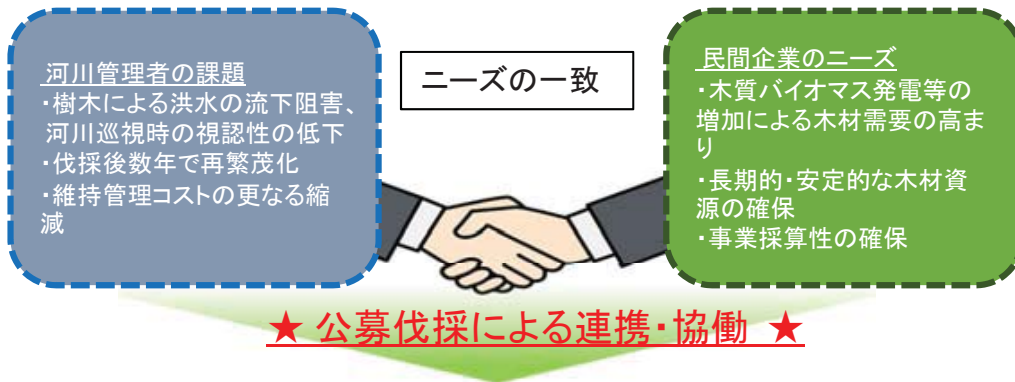 河川管理者の課題
・樹木による洪水の流下阻害、
河川巡視時の視認性の低下
・伐採後数年で再繁茂化
・維持管理コストの更なる縮
減
ニーズの一致
民間企業のニーズ
・木質バイオマス発電等の
増加による木材需要の高ま
り
・長期的・安定的な木材資
源の確保
・事業採算性の確保
★ 公募伐採による連携・協働 ★